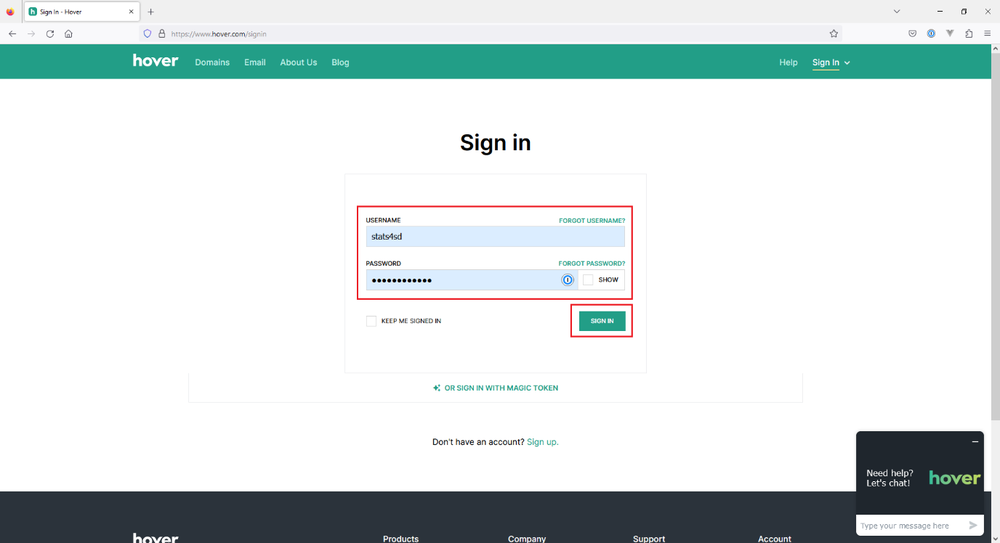 Sign In - Hover
https://www.hover.com/signin
hover Domains Email About Us Blog Help Sign In
Sign in
USERNAME FORGOT USERNAME?
stats4sd
PASSWORD FORGOT PASSWORD?
●●●●●●●●●●●● SHOW
KEEP ME SIGNED IN SIGN IN
OR SIGN IN WITH MAGIC TOKEN
Don't have an account? Sign up.
Need help?
Let's chat!
hover
Type your message here
hover Products Company Support Account